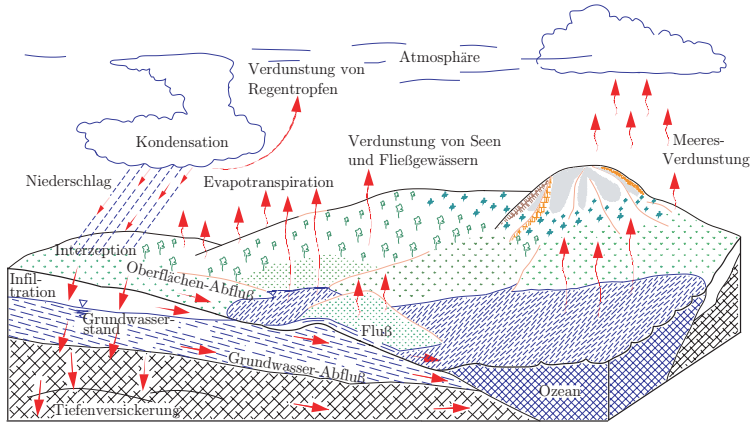 Atmosphäre
Verdunstung von
Regentropfen
Kondensation
Verdunstung von Seen
und Fließgewässern
Meeres-
Verdunstung
Niederschlag
Evapotranspiration
Interzeption
Oberflächen-Abfluß
Infil-
tration
Grundwasser-
stand
Fluß
Grundwasser-Abfluß
Ozean
Tiefenversickerung